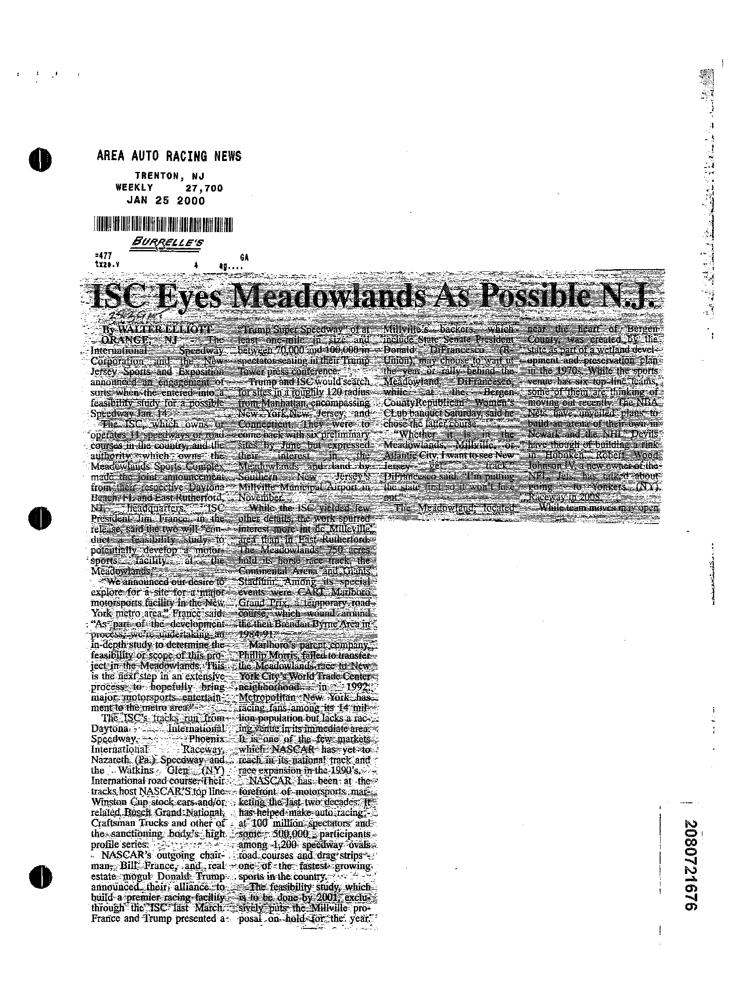 AREA AUTO RACING NEWS
TRENTON, NJ
WEEKLY 27,700
JAN 25 2000
BURRELLE'S
GA
4
ISC Eyes Meadowlands As Possible N.J.
By WALTER ELLIOTT
ORANGE, NJ - The
International Speedway
Corporation and the New
Jersey Sports and Exposition
announced an engagement of
sorts when the entered into a
feasibility study for a possible
Speedway Jan. 14.
The ISC, which owns or
operates 11 speedways or road
courses in the country, and the
authority which owns the
Meadowlands Sports Complex
made the joint announcement
from their respective Daytona
Beach, FL and East Rutherford,
NJ headquarters. ISC
President Jim France, in the
release, said the two will "con-
duct a feasibility study to
potentially develop a motor-
sports facility at the
Meadowlands."
"We announced our desire to
explore for a site for a major
motorsports facility in the New
York metro area," France said.
"As part of the development
process, we're undertaking an
in-depth study to determine the
feasibility or scope of this pro-
ject in the Meadowlands. This
is the next step in an extensive
process to hopefully bring
major motorsports entertain-
ment to the metro area."
The ISC's tracks run from
Daytona International
Speedway, Phoenix
International Raceway,
Nazareth (Pa.) Speedway and
the Watkins Glen (NY)
International road course. Their
tracks host NASCAR'S top line
Winston Cup stock cars and/or
related Busch Grand National,
Craftsman Trucks and other of
the sanctioning body's high
profile series.
NASCAR's outgoing chair-
man, Bill France, and real
estate mogul Donald Trump
announced their alliance to
build a premier racing facility
through the ISC last March.
France and Trump presented a
"Trump Super Speedway" of at
least one-mile in size and
between 70,000 and 100,000 in
spectator seating in their Trump
Tower press conference.
Trump and ISC would search
for sites in a roughly 120 radius
from Manhattan, encompassing
New York, New Jersey, and
Connecticut. They were to
come back with six preliminary
sites by June but expressed
their interest in the
Meadowlands and land by
Southern New Jersey's
Millville Municipal Airport in
November.
While the ISC yielded few
other details, the work spurred
interest more int he Milleville
area than in East Rutherford.
The Meadowlands' 750 acres
hold its horse race track, the
Continental Arena and Giants
Stadium. Among its special
events were CART Marlboro
Grand Prix, a temporary road
course, which wound around
the then Brendan Byrne Area in
1984-91.
Marlboro's parent company,
Phillip Morris, failed to transfer
the Meadowlands race to New
York City's World Trade Center
neighborhood in 1992.
Metropolitan New York has
racing fans among its 14 mil-
lion population but lacks a rac-
ing venue in its immediate area.
It is one of the few markets
which NASCAR has yet to
reach in its national track and
race expansion in the 1990's.
NASCAR has been at the
forefront of motorsports mar-
keting the last two decades. It
has helped make auto racing,
at 100 million spectators and
some 500,000 participants
among 1,200 speedway ovals
road courses and drag strips
one of the fastest growing
sports in the country.
The feasibility study, which
is to be done by 2001, exclu-
sively puts the Millville pro-
posal on hold for the year.
Millville's backers, which
include State Senate President
Donald DiFrancesco (R-
Union), may choose to wait or
the year or rally behind the
Meadowland. DiFrancesco,
while at the Bergen
County Republican Women's
CLub banquet Saturday, said he
chose the latter course.
"Whether it is in the
Meadowlands, Millville, or
Atlantic City, I want to see New
Jersey get track,"
DiFrancesco said. "I'm putting
the state first so it won't lose
out."
The Meadowland, located
near the heart of Bergen
County, was created by the
state as part of a wetland devel-
opment and preservation plan
in the 1970s. While the sports
venue has six top-line teams,
some of them are thinking of
moving out recently. The NBA
Nets have unveiled plans to
build an arena of their own in
Newark and the NHL Devils
have though of building a rink
in Hoboken. Robert Wood
Johnson IV, a new owner of the
NFL Jets has talked about
going to Yonkers (NY)
Raceway in 2008.
While team moves may open
2080721676